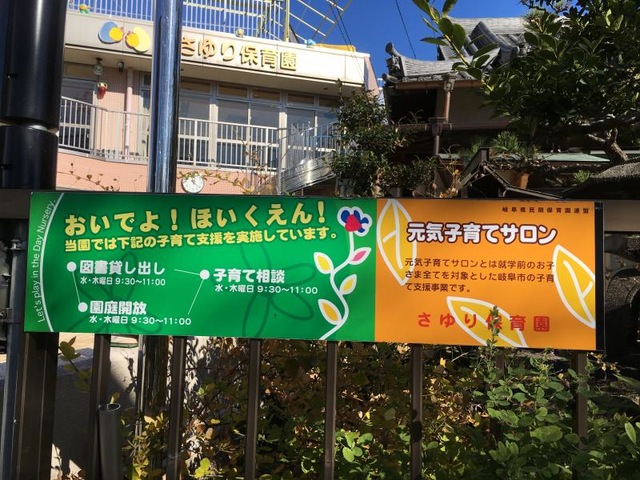 さゆり保育園
Let's play in the Day Nursery.
おいでよ!ほいくえん!
当園では下記の子育て支援を実施しています。
図書貸し出し
水・木曜日 9:30〜11:00
子育て相談
水・木曜日 9:30〜11:00
園庭開放
水・木曜日 9:30〜11:00
岐阜県民間保育園連盟
元気子育てサロン
元気子育てサロンとは就学前のお子
さま全てを対象とした岐阜市の子育
て支援事業です。
さゆり保育園